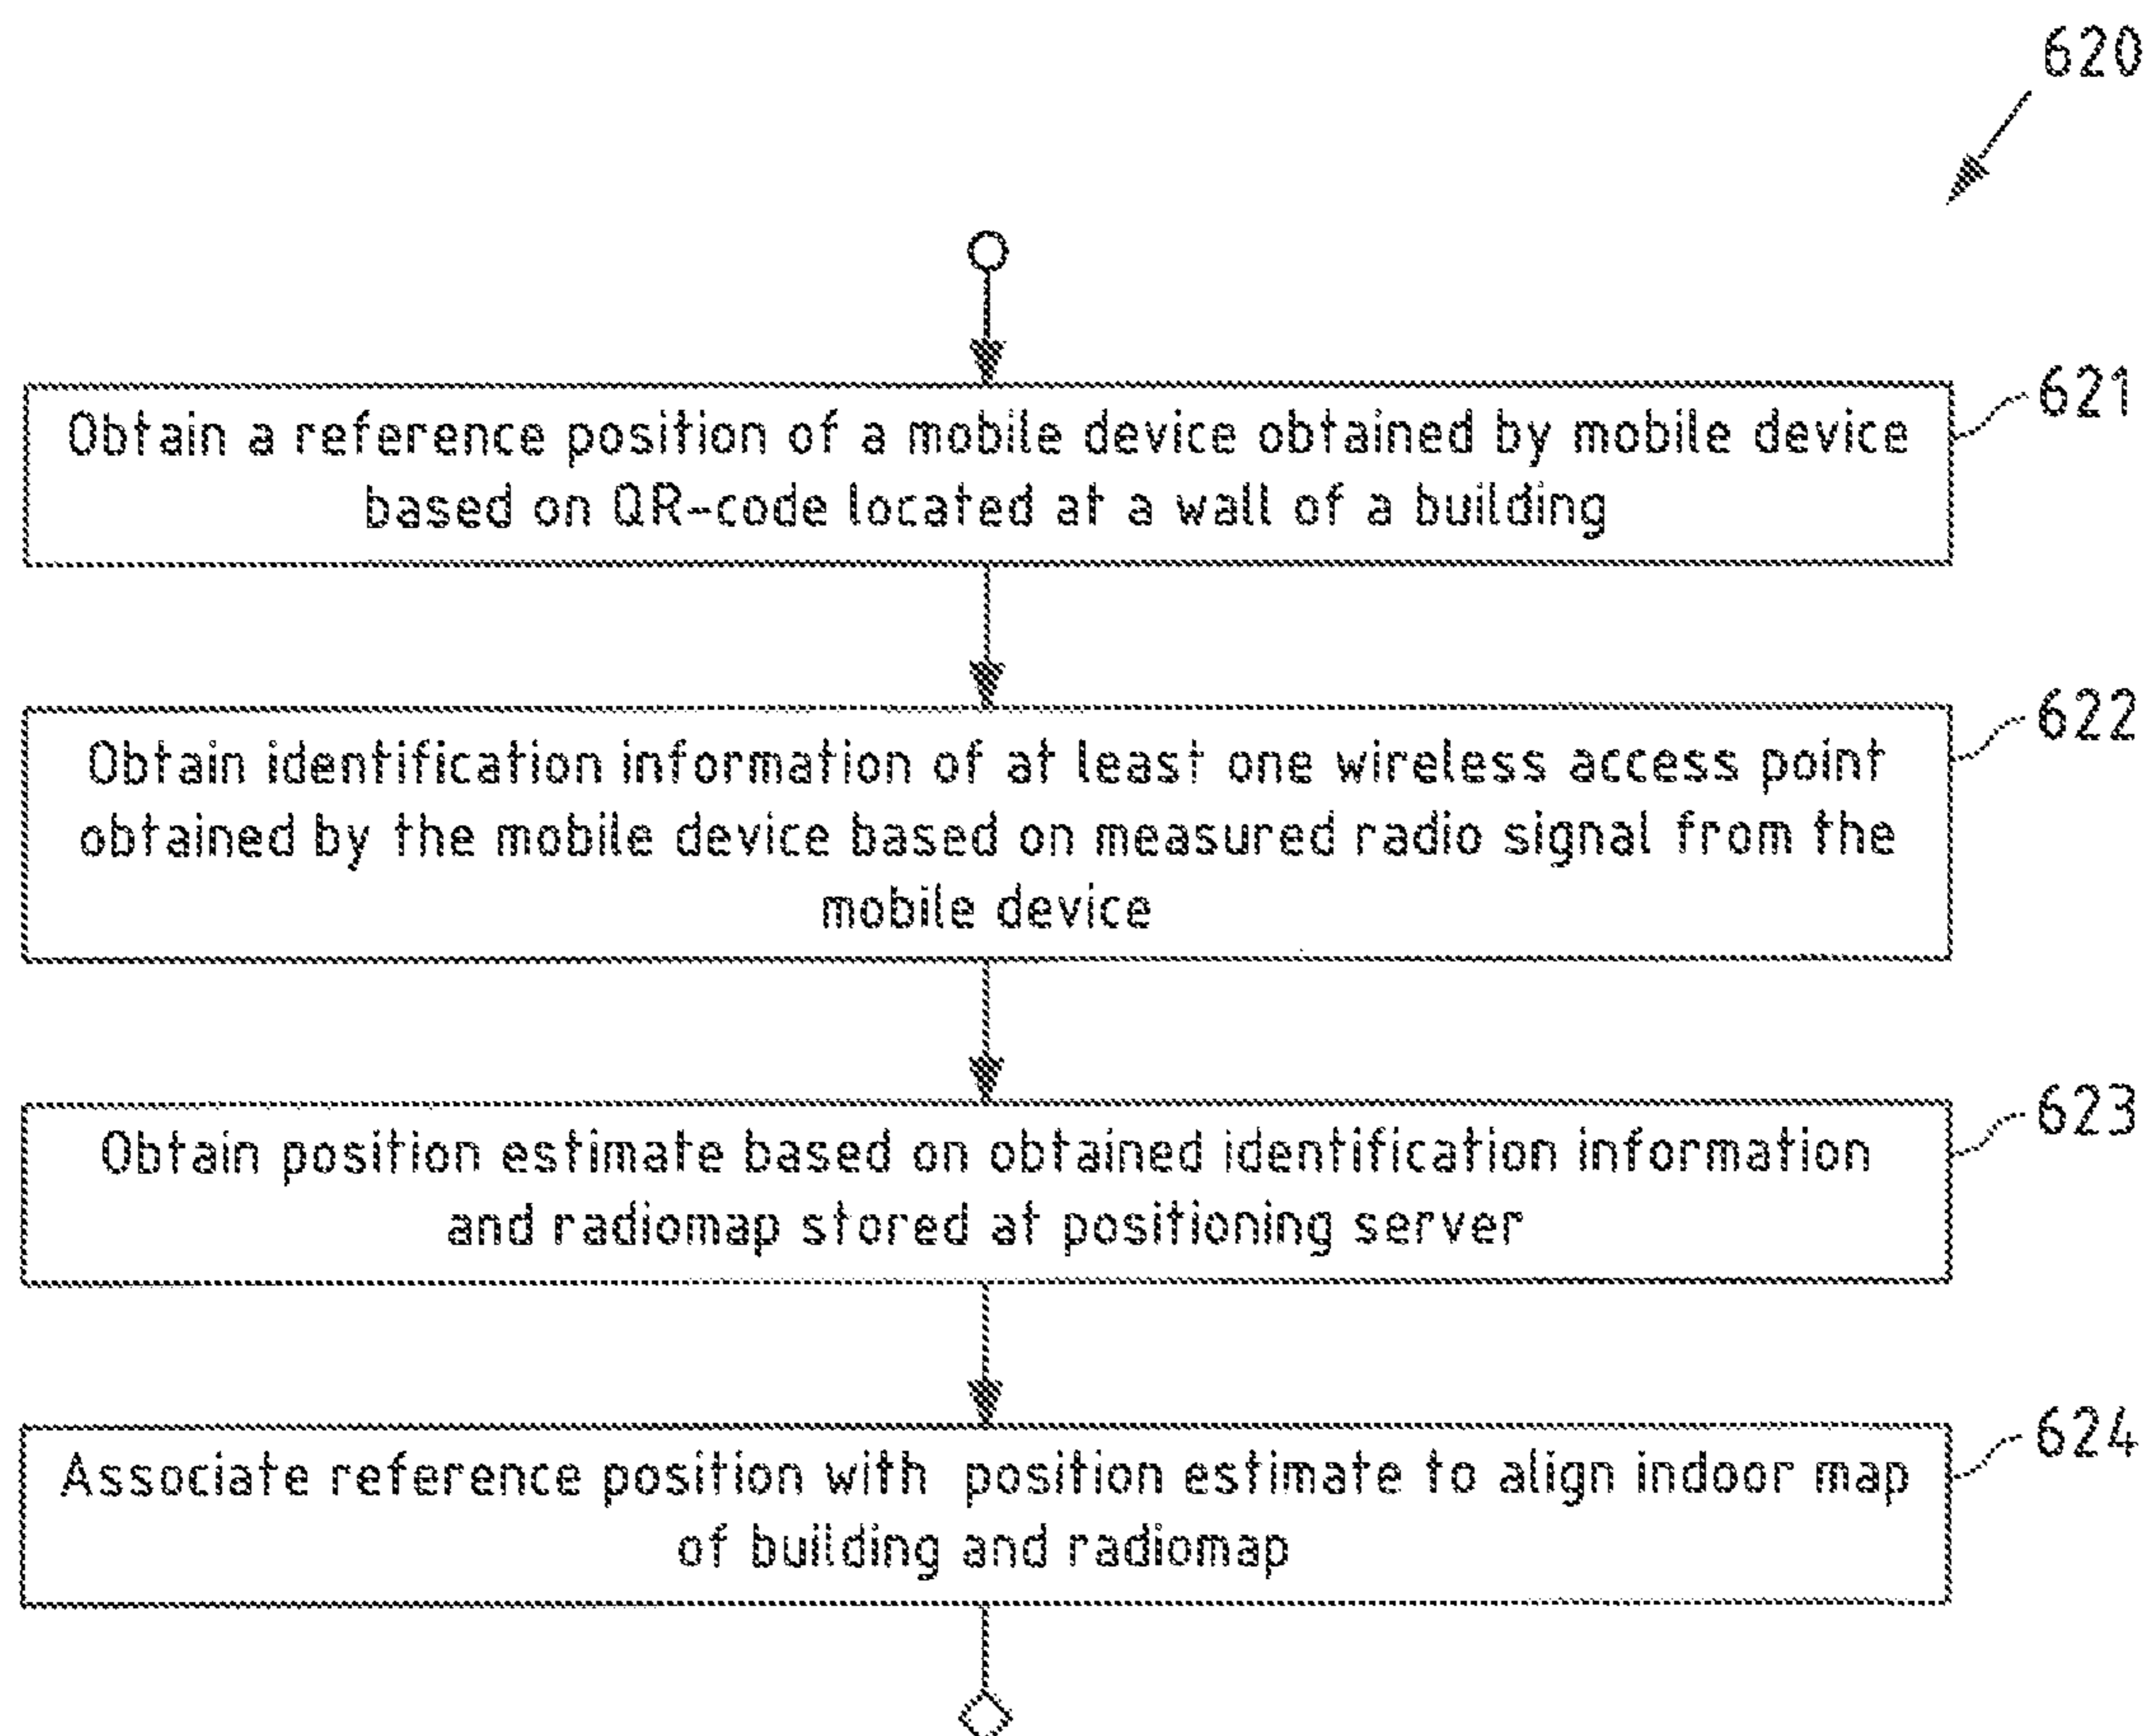 620
Obtain a reference position of a mobile device obtained by mobile device
based on QR-code located at a wall of a building
621
Obtain identification information of at least one wireless access point
obtained by the mobile device based on measured radio signal from the
mobile device
622
Obtain position estimate based on obtained identification information
and radiomap stored at positioning server
623
Associate reference position with position estimate to align indoor map
of building and radiomap
624